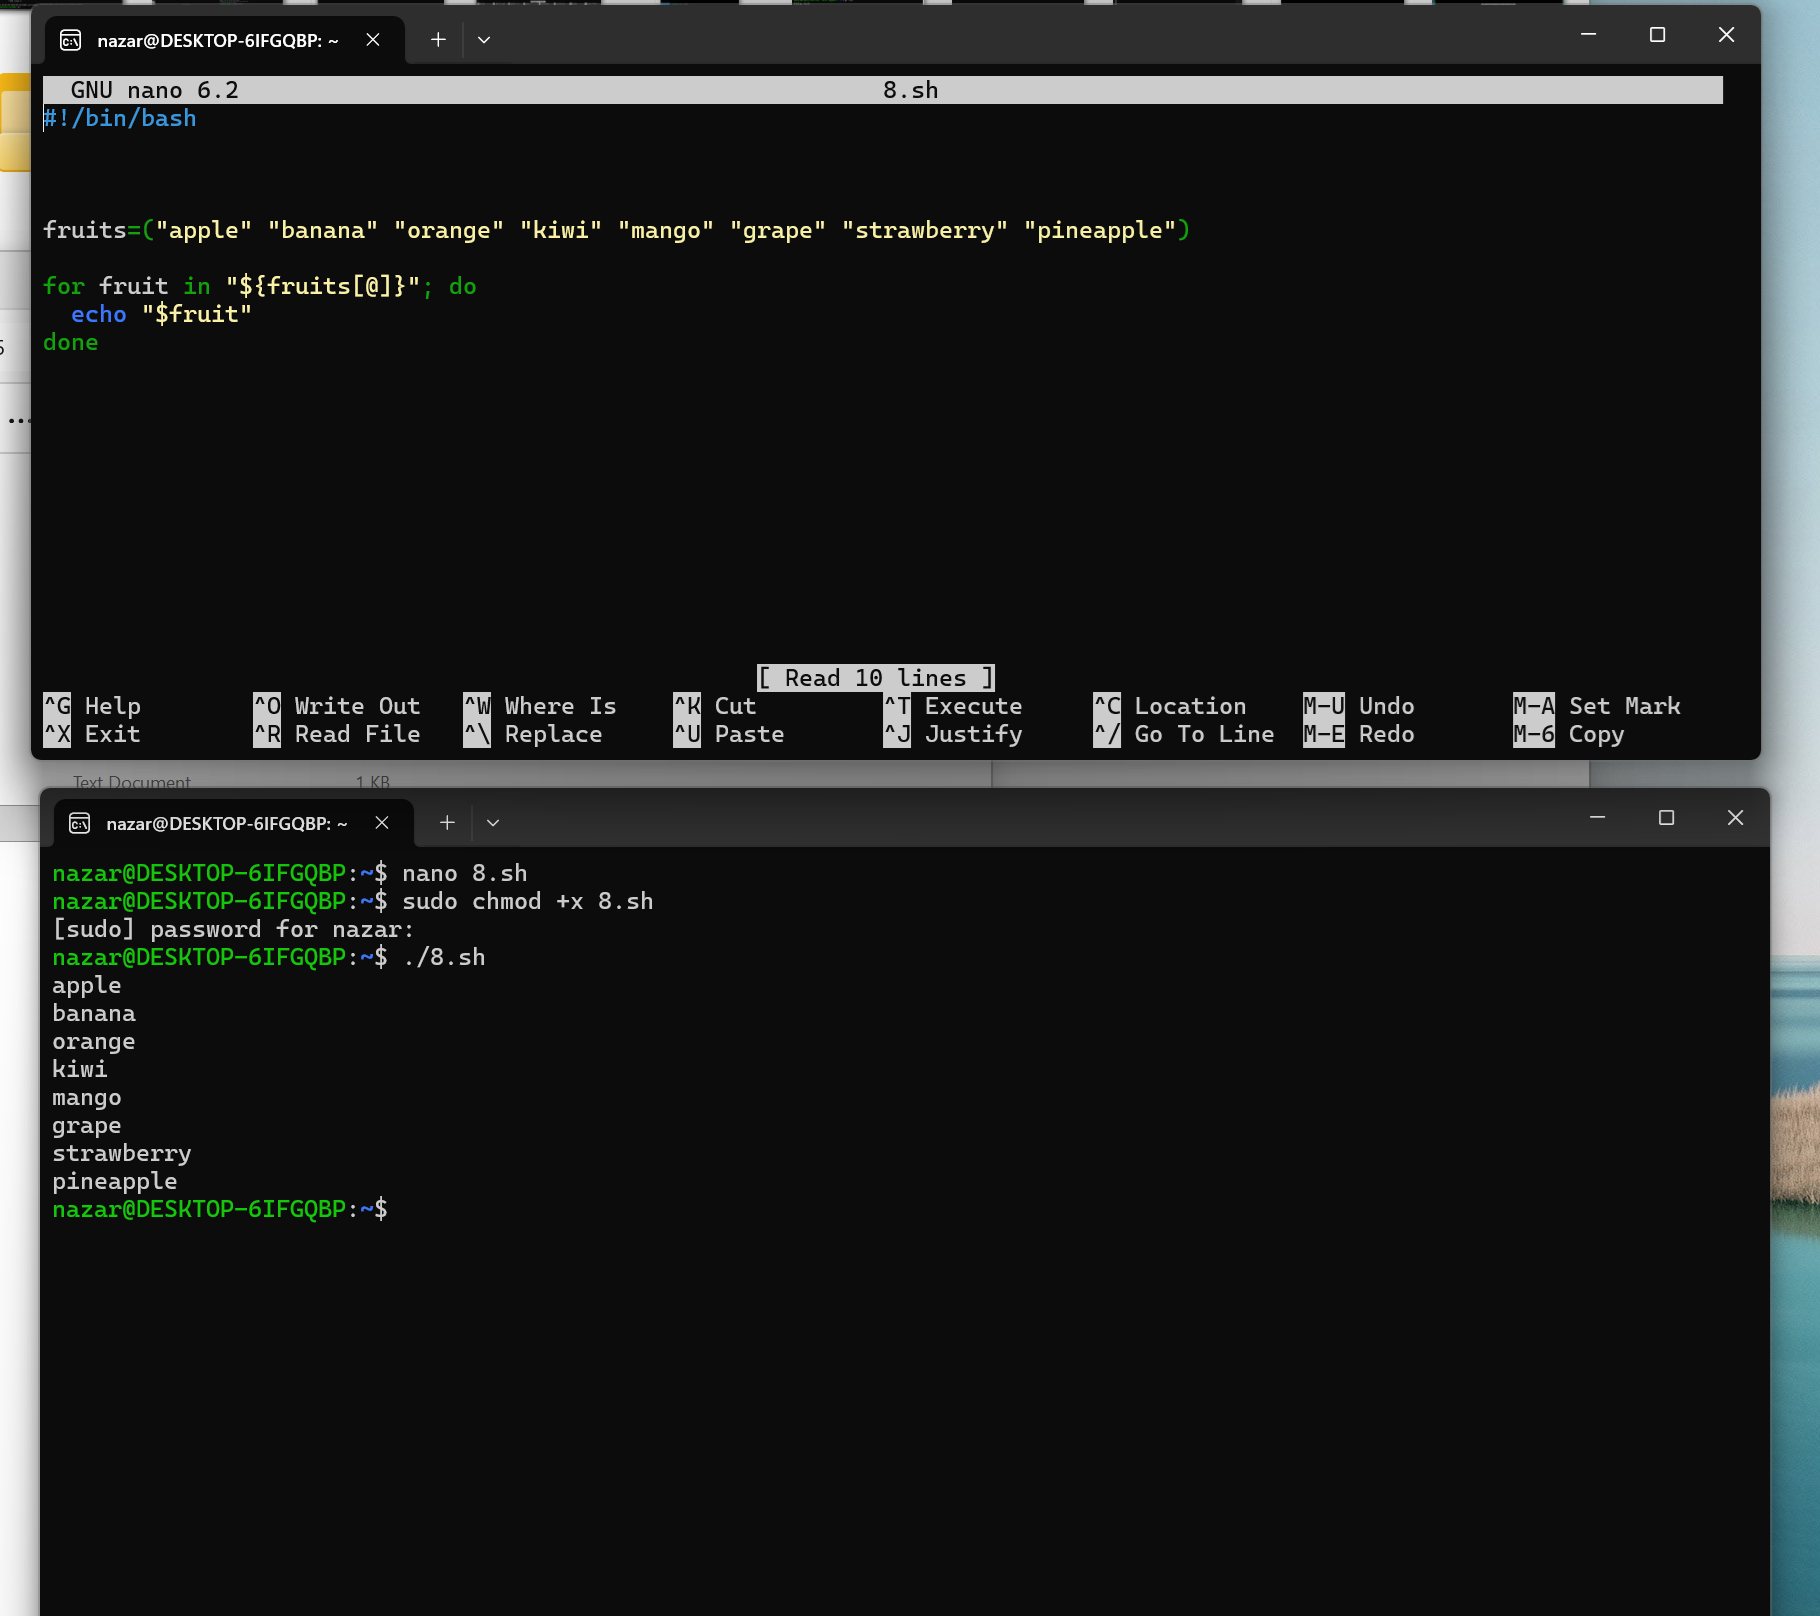 nazar@DESKTOP-6IFGQBP: ~
GNU nano 6.2 8.sh
#!/bin/bash
fruits=("apple" "banana" "orange" "kiwi" "mango" "grape" "strawberry" "pineapple")
for fruit in "${fruits[@]}"; do
  echo "$fruit"
done
[ Read 10 lines ]
^G Help ^O Write Out ^W Where Is ^K Cut ^T Execute ^C Location M-U Undo M-A Set Mark
^X Exit ^R Read File ^\ Replace ^U Paste ^J Justify ^/ Go To Line M-E Redo M-6 Copy
Text Document 1 KB
nazar@DESKTOP-6IFGQBP: ~
nazar@DESKTOP-6IFGQBP:~$ nano 8.sh
nazar@DESKTOP-6IFGQBP:~$ sudo chmod +x 8.sh
[sudo] password for nazar:
nazar@DESKTOP-6IFGQBP:~$ ./8.sh
apple
banana
orange
kiwi
mango
grape
strawberry
pineapple
nazar@DESKTOP-6IFGQBP:~$